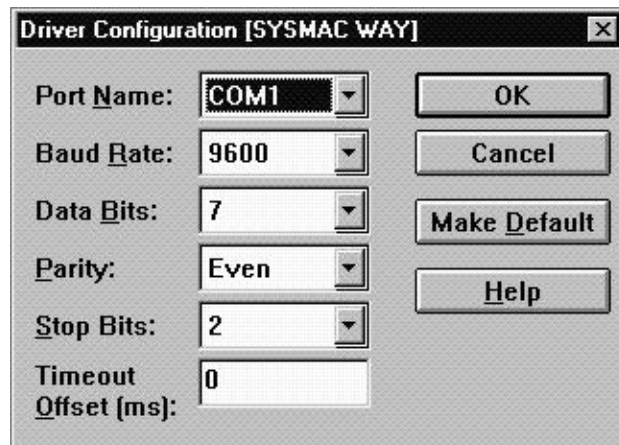 Driver Configuration [SYSMAC WAY]
Port Name: COM1
OK
Baud Rate: 9600
Cancel
Data Bits: 7
Make Default
Parity: Even
Help
Stop Bits: 2
Timeout
Offset (ms): 0